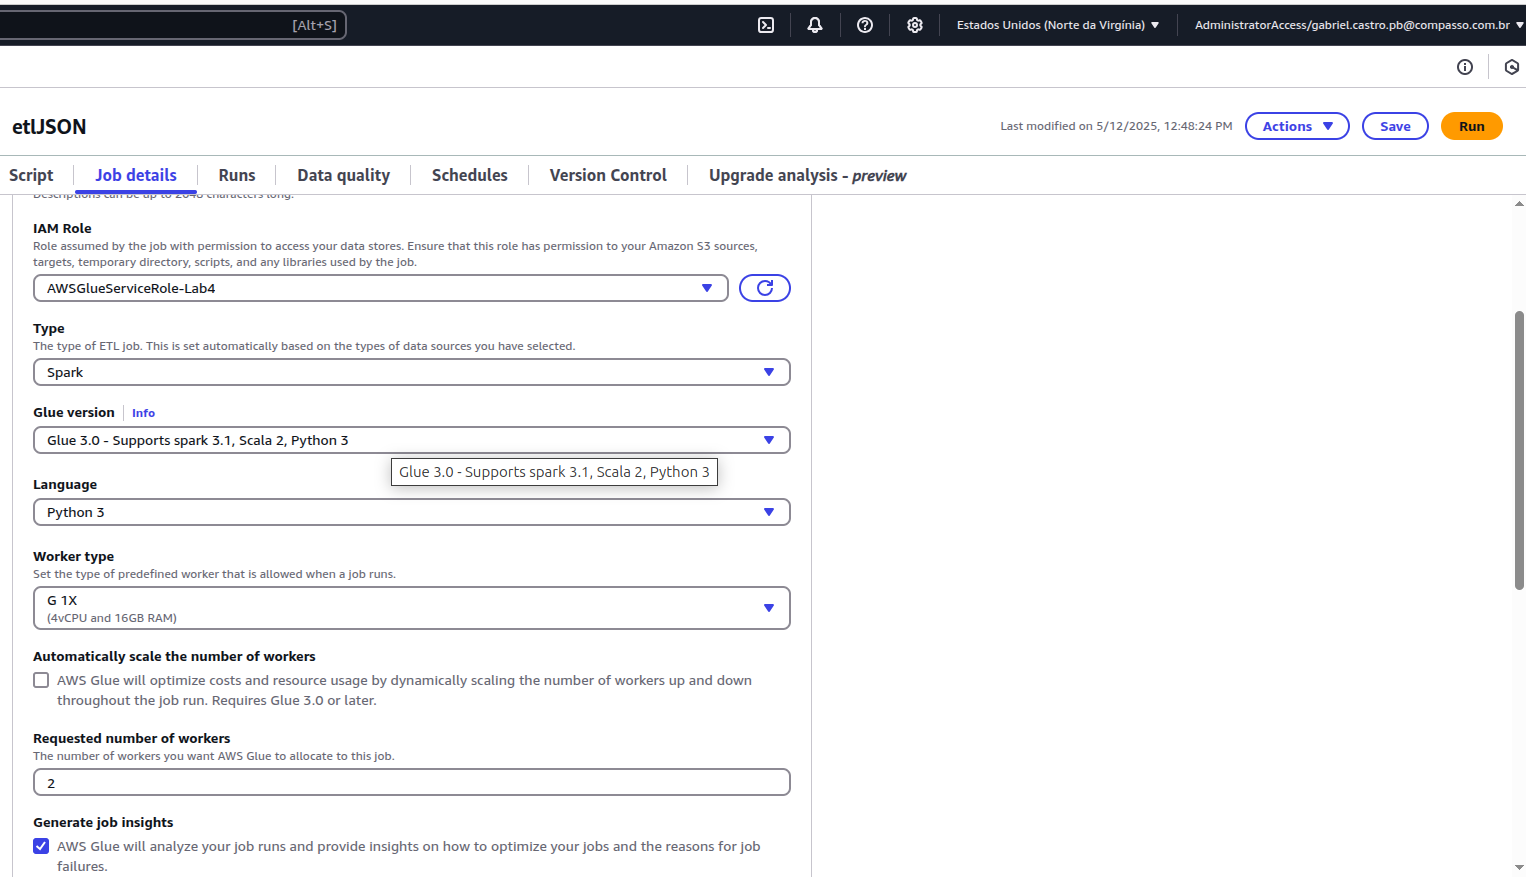 [Alt+S]
Estados Unidos (Norte da Virgínia)
AdministratorAccess/gabriel.castro.pb@compasso.com.br
etlJSON
Last modified on 5/12/2025, 12:48:24 PM
Actions
Save
Run
Script
Job details
Runs
Data quality
Schedules
Version Control
Upgrade analysis - preview
Descriptions can be up to 2048 characters long.
IAM Role
Role assumed by the job with permission to access your data stores. Ensure that this role has permission to your Amazon S3 sources,
targets, temporary directory, scripts, and any libraries used by the job.
AWSGlueServiceRole-Lab4
Type
The type of ETL job. This is set automatically based on the types of data sources you have selected.
Spark
Glue version
Info
Glue 3.0 - Supports spark 3.1, Scala 2, Python 3
Glue 3.0 - Supports spark 3.1, Scala 2, Python 3
Language
Python 3
Worker type
Set the type of predefined worker that is allowed when a job runs.
G 1X
(4vCPU and 16GB RAM)
Automatically scale the number of workers
AWS Glue will optimize costs and resource usage by dynamically scaling the number of workers up and down
throughout the job run. Requires Glue 3.0 or later.
Requested number of workers
The number of workers you want AWS Glue to allocate to this job.
2
Generate job insights
AWS Glue will analyze your job runs and provide insights on how to optimize your jobs and the reasons for job
failures.